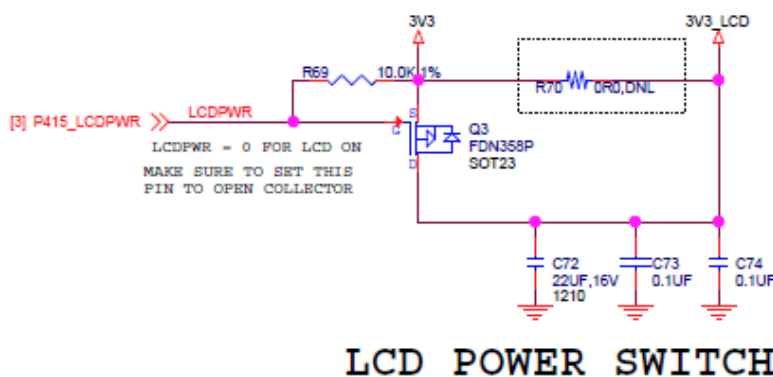 3V3
3V3_LCD
R69
10.0K,1%
R70
0R0,DNL
[3] P415_LCDPWR
LCDPWR
S
G
D
Q3
FDN358P
SOT23
LCDPWR = 0 FOR LCD ON
MAKE SURE TO SET THIS
PIN TO OPEN COLLECTOR
C72
22UF,16V
1210
C73
0.1UF
C74
0.1UF
LCD POWER SWITCH